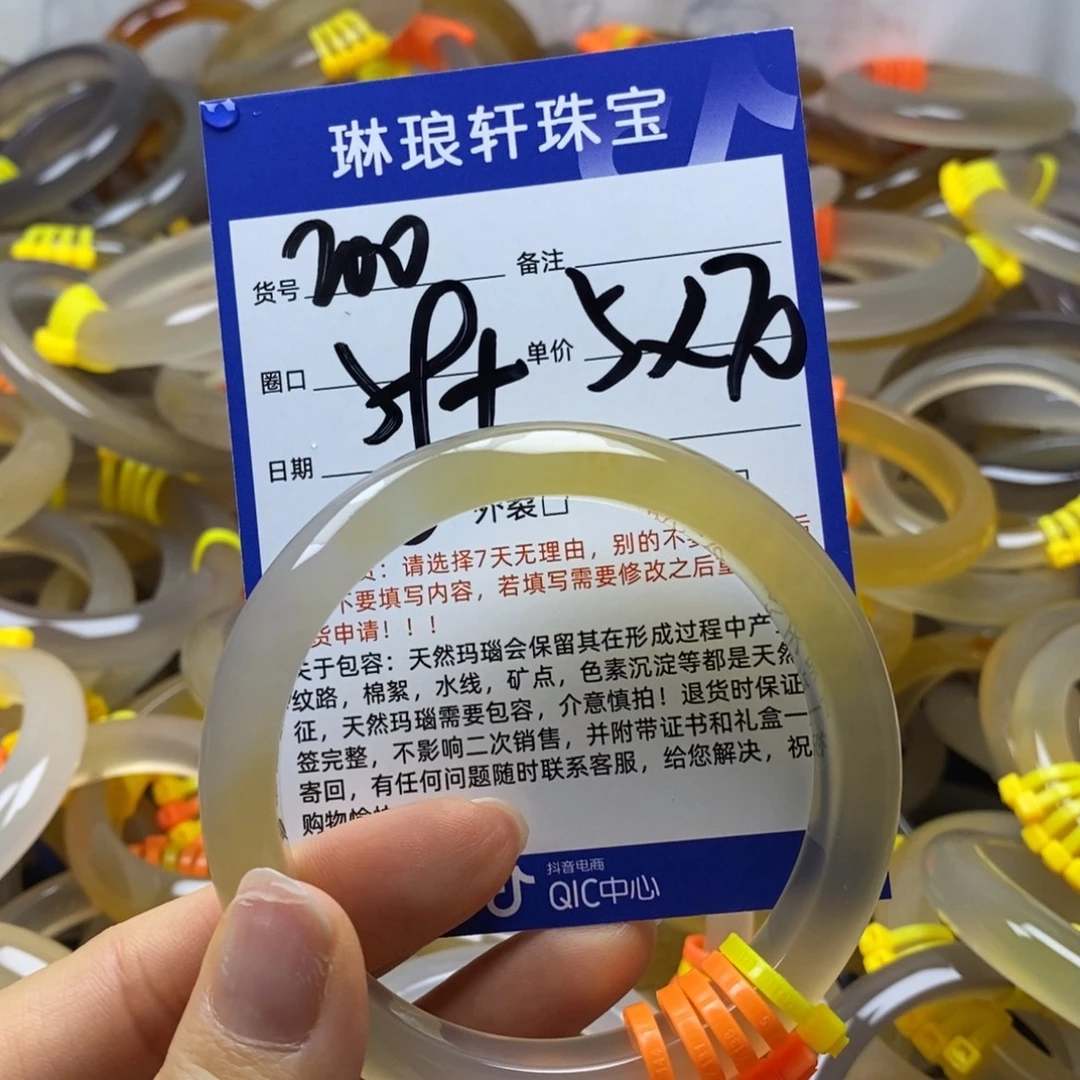 琳琅轩珠宝
货号 700 备注
圈口 单价
日期
外裂□
请选择7天无理由，别的不
不要填写内容，若填写需要修改之后重
货申请！！！
关于包容：天然玛瑙会保留其在形成过程中产
纹路，棉絮，水线，矿点，色素沉淀等都是天然
征，天然玛瑙需要包容，介意慎拍！退货时保证
签完整，不影响二次销售，并附带证书和礼盒一
寄回，有任何问题随时联系客服，给您解决，祝
购物愉
抖音电商
QIC中心